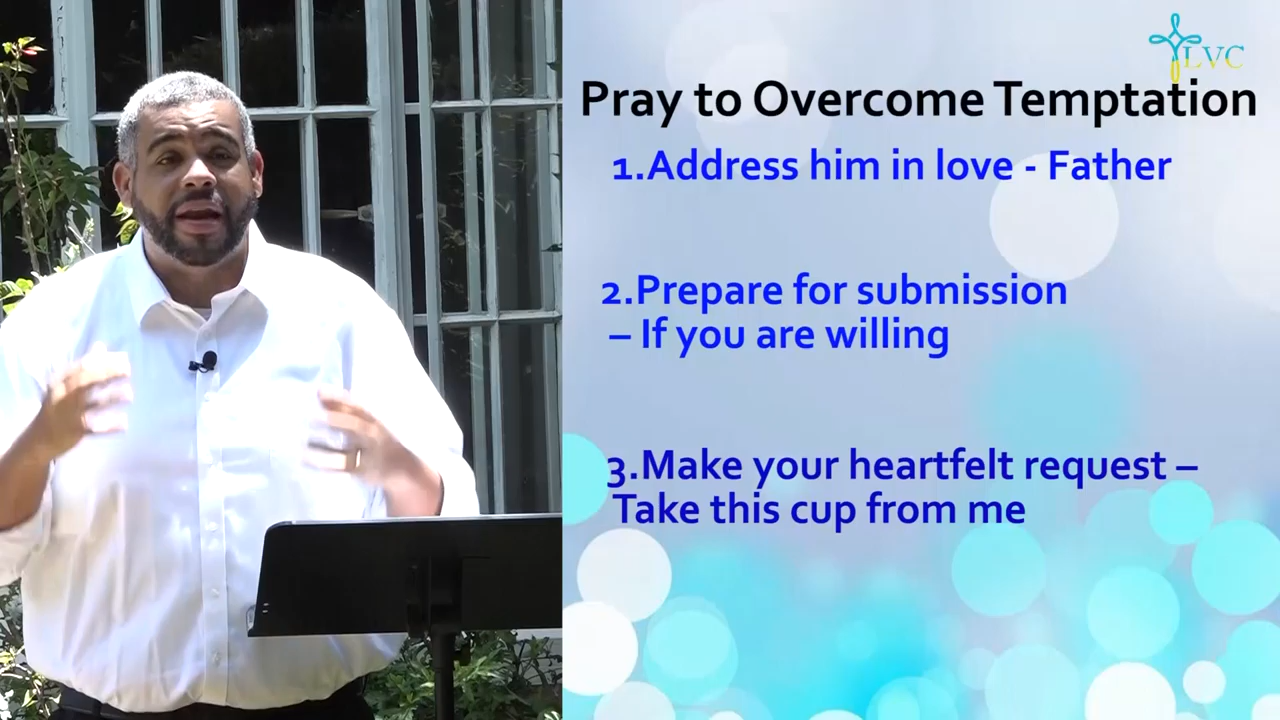 LVC
Pray to Overcome Temptation
1.Address him in love - Father
2.Prepare for submission
– If you are willing
3.Make your heartfelt request –
Take this cup from me